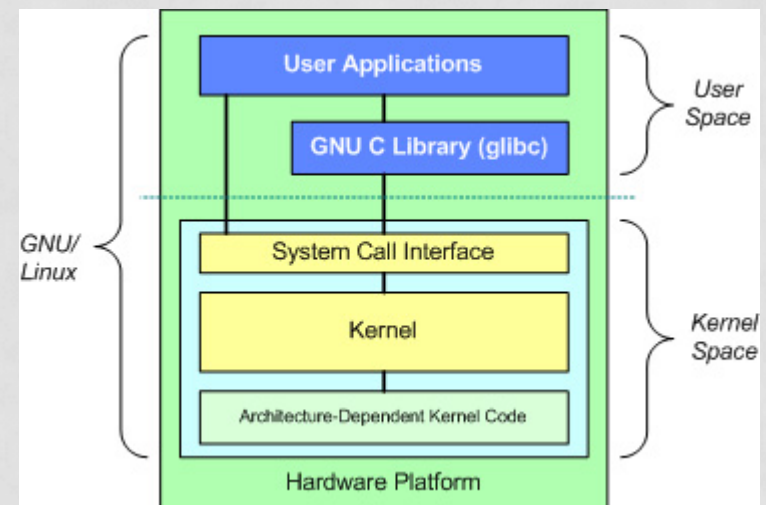 User Applications
User
Space
GNU C Library (glibc)
GNU/
Linux
System Call Interface
Kernel
Kernel
Space
Architecture-Dependent Kernel Code
Hardware Platform